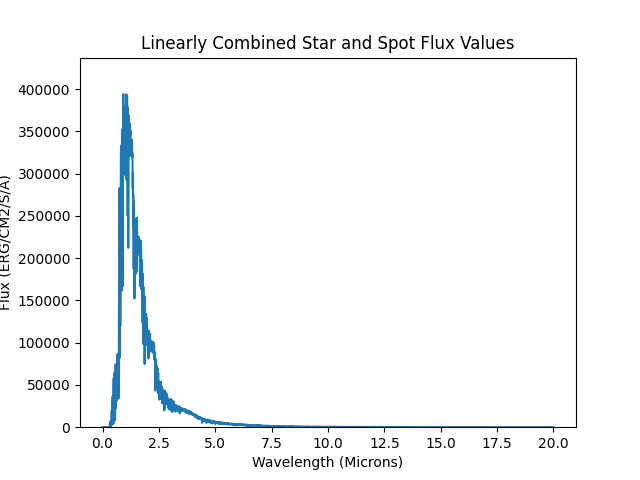 Linearly Combined Star and Spot Flux Values
400000
350000
300000
250000
200000
150000
100000
50000
0
Flux (ERG/CM2/S/A)
0.0 2.5 5.0 7.5 10.0 12.5 15.0 17.5 20.0
Wavelength (Microns)